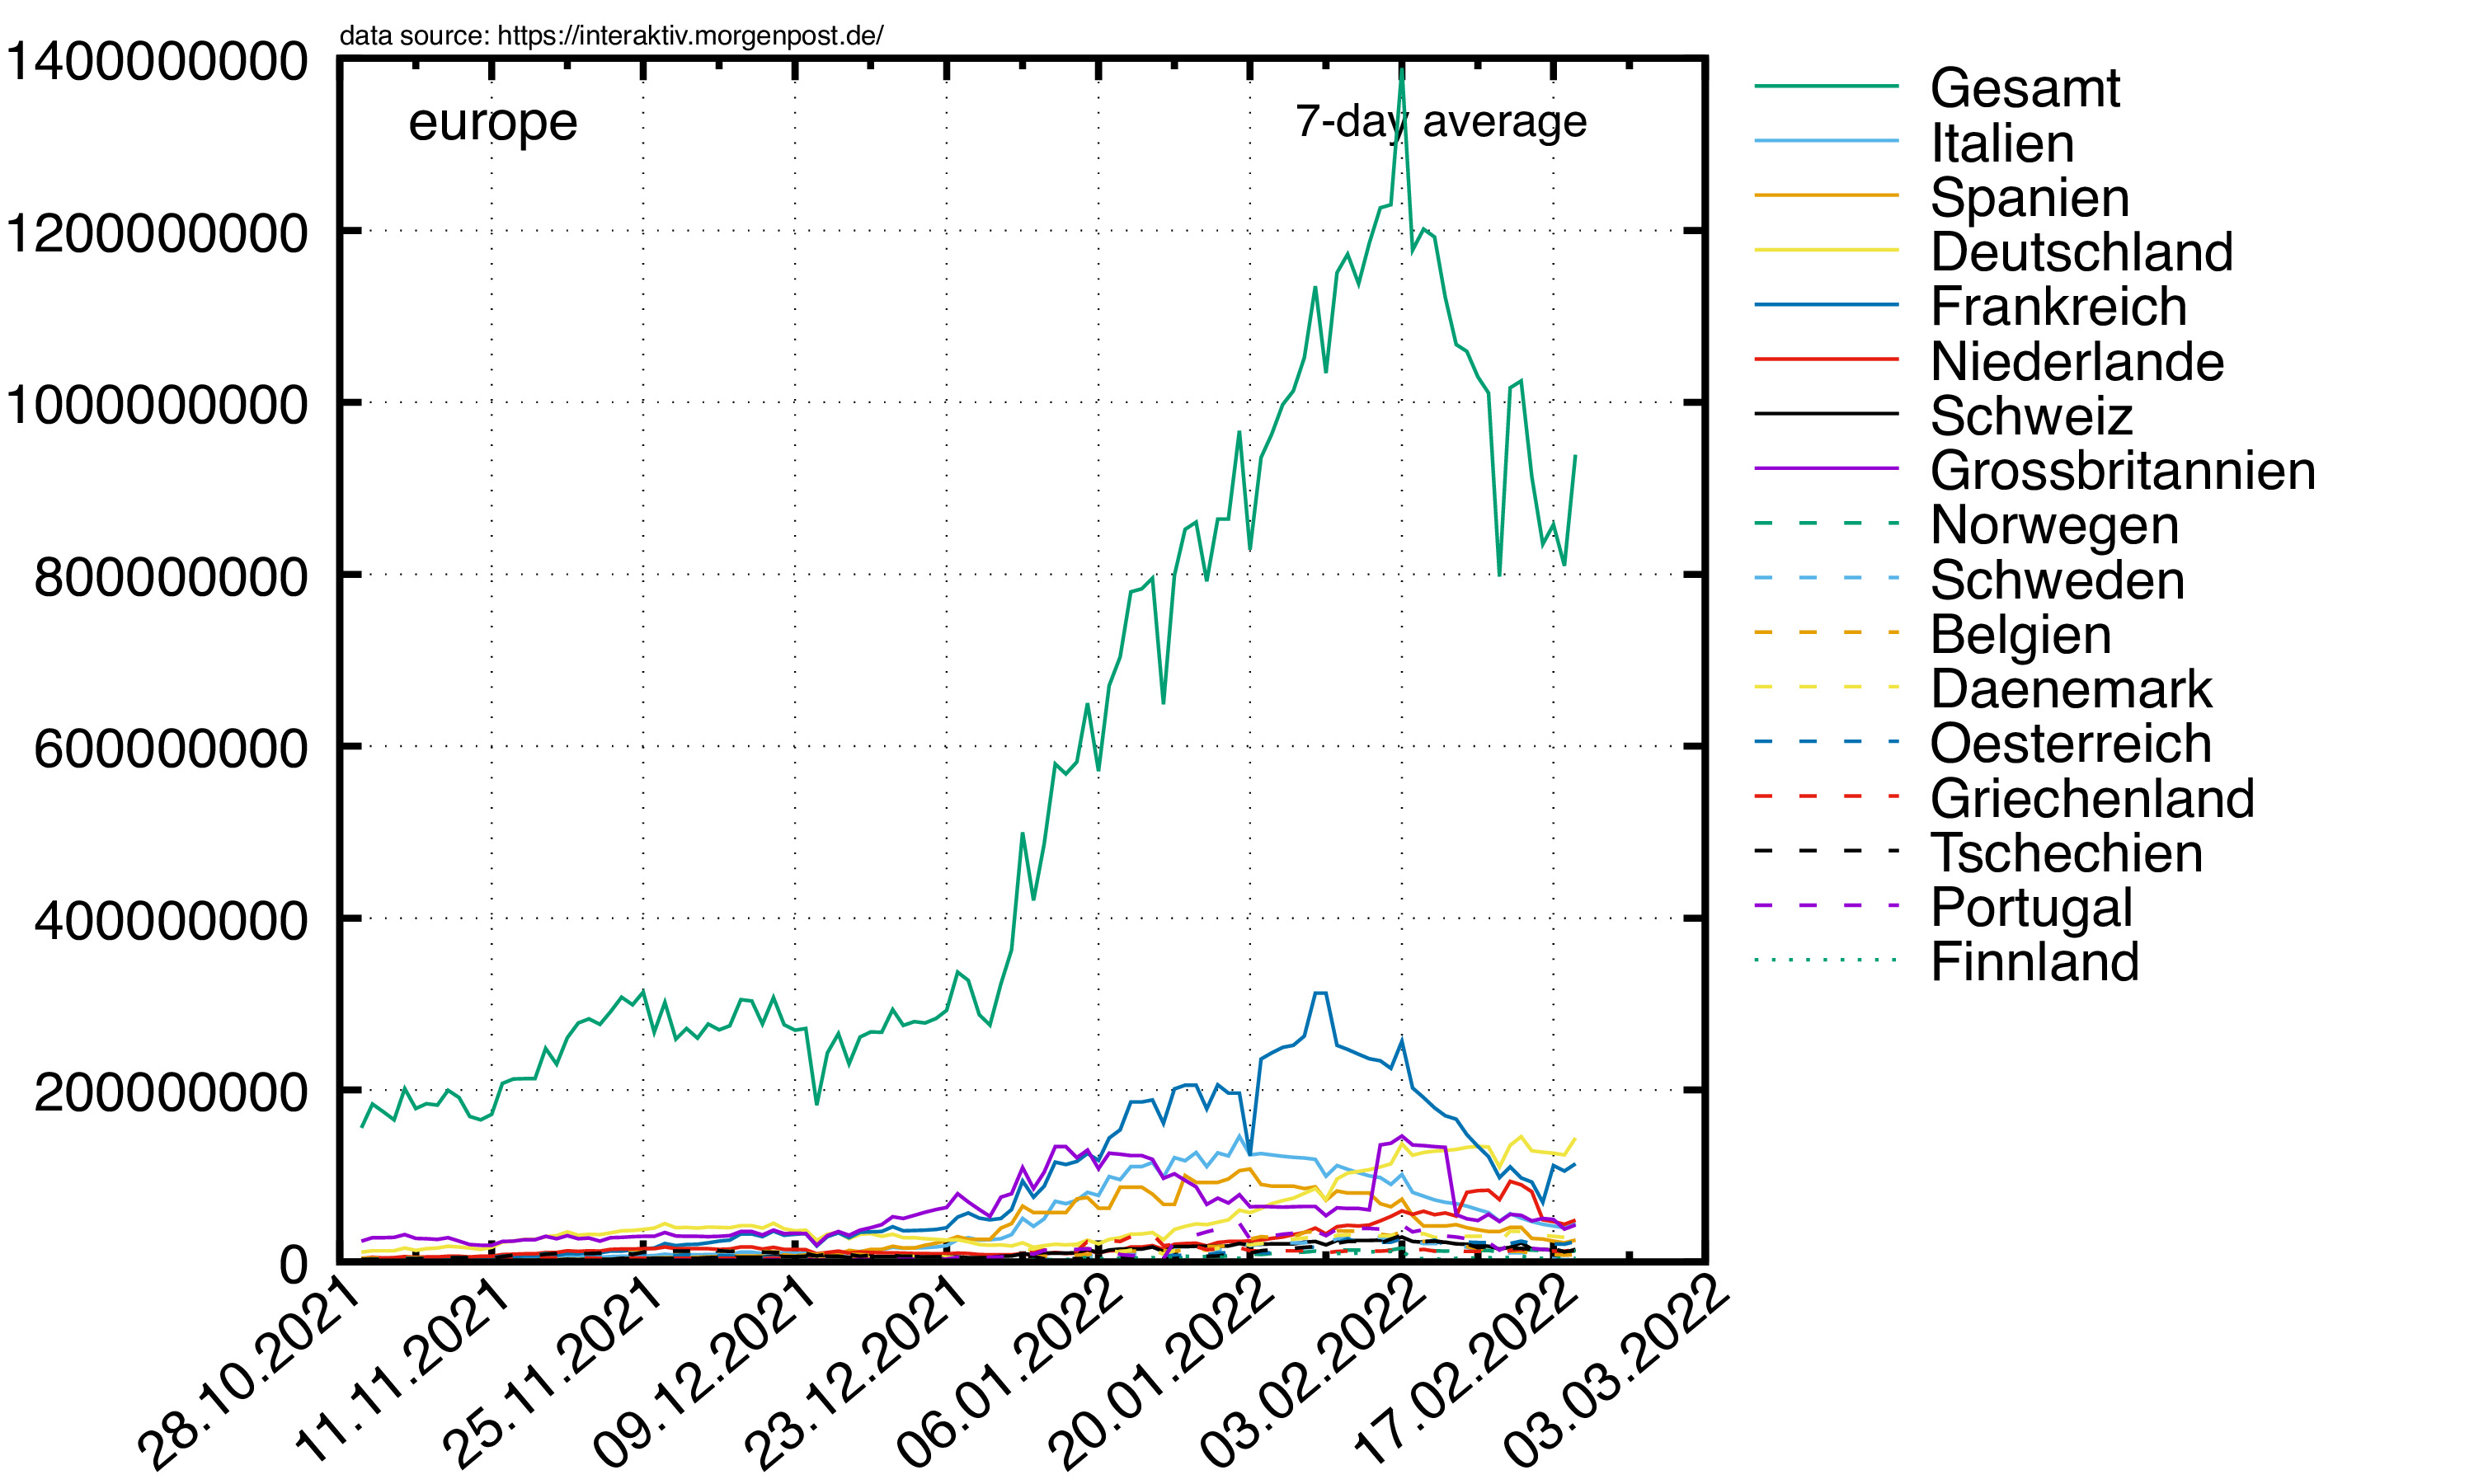 data source: https://interaktiv.morgenpost.de/
europe
7-day average
1400000000
1200000000
1000000000
800000000
600000000
400000000
200000000
0
28.10.2021
11.11.2021
25.11.2021
09.12.2021
23.12.2021
06.01.2022
20.01.2022
03.02.2022
17.02.2022
03.03.2022
Gesamt
Italien
Spanien
Deutschland
Frankreich
Niederlande
Schweiz
Grossbritannien
Norwegen
Schweden
Belgien
Daenemark
Oesterreich
Griechenland
Tschechien
Portugal
Finnland